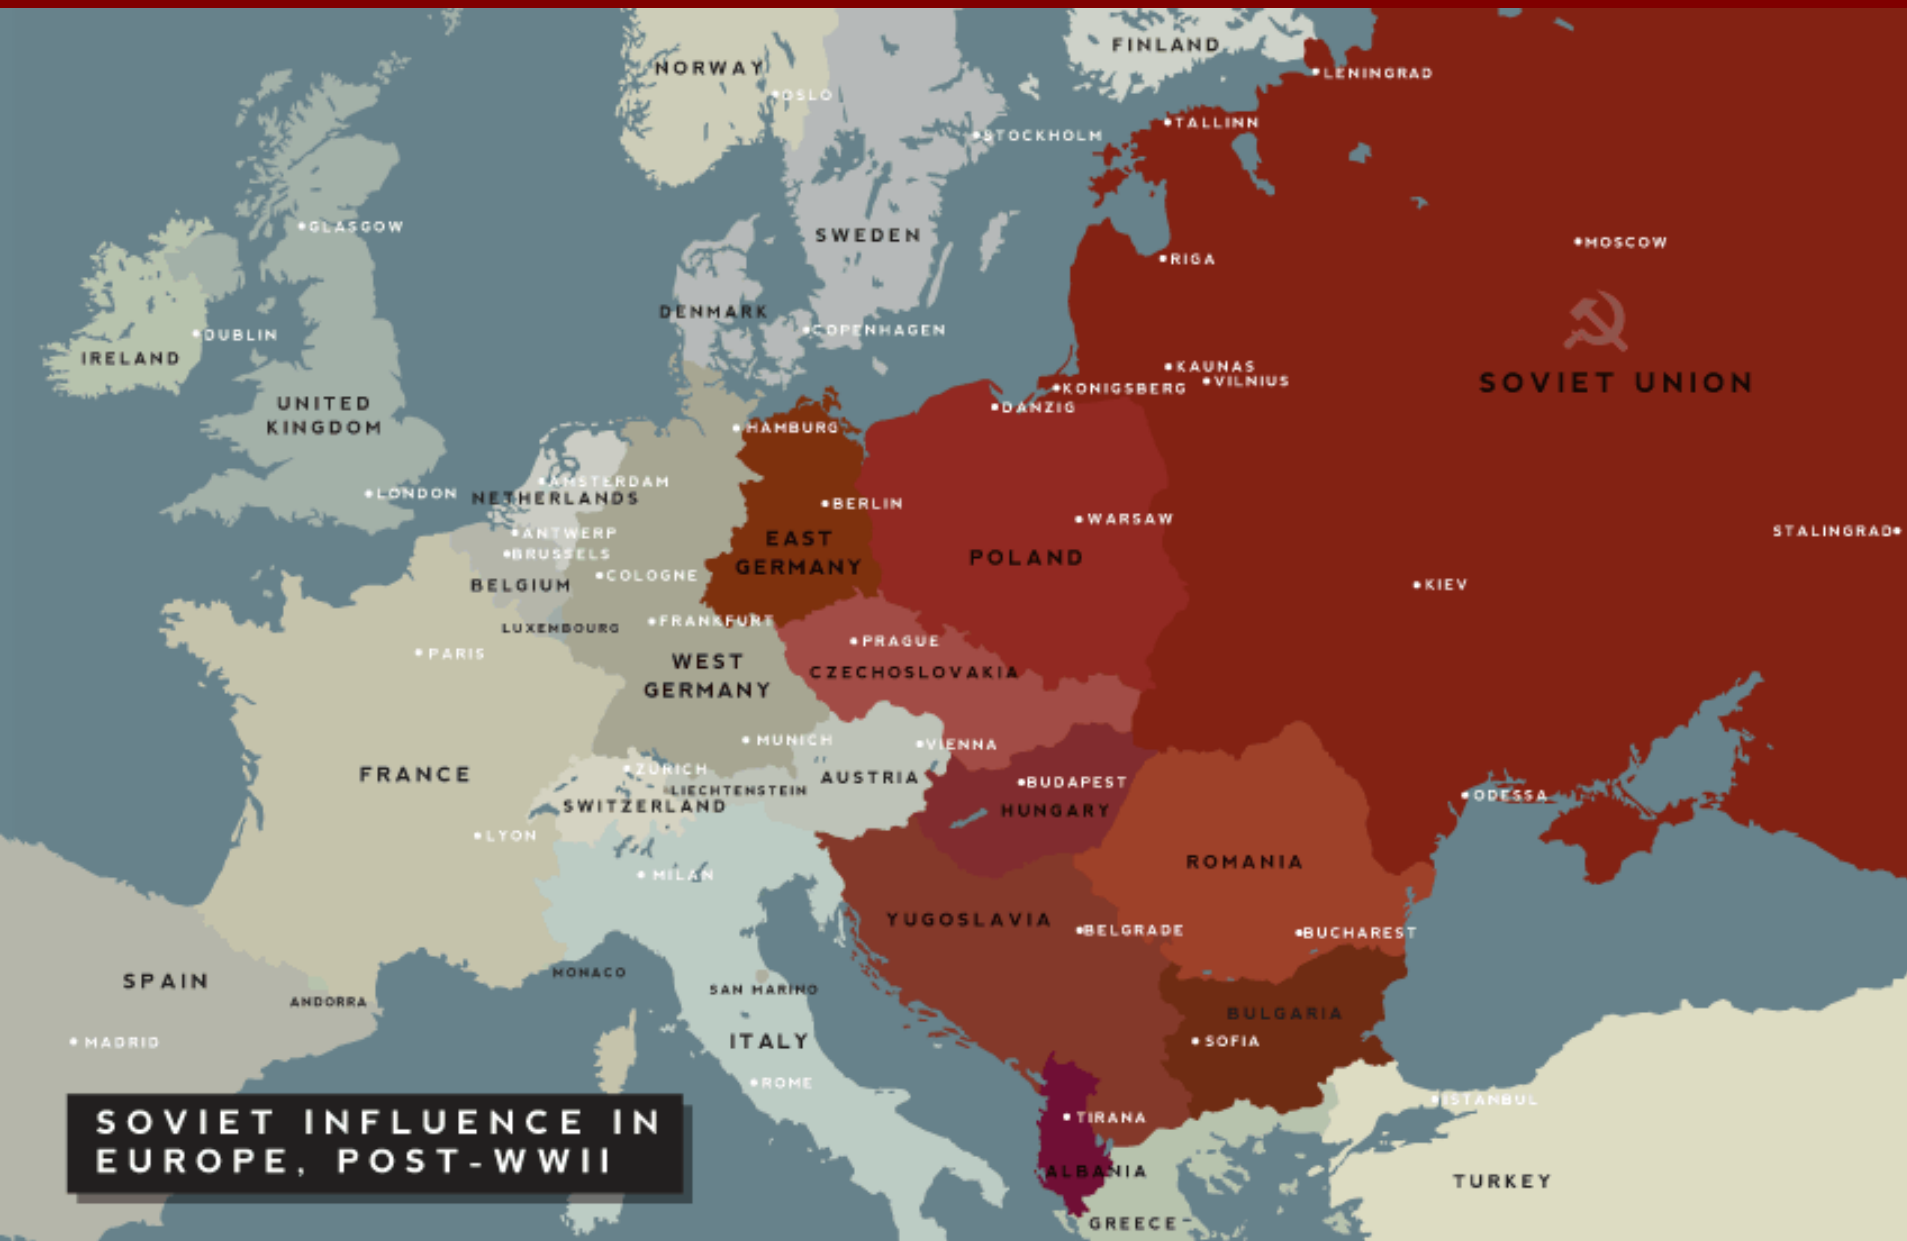 FINLAND
NORWAY
LENINGRAD
OSLO
TALLINN
STOCKHOLM
GLASGOW
SWEDEN
MOSCOW
RIGA
DENMARK
COPENHAGEN
DUBLIN
IRELAND
KAUNAS
VILNIUS
SOVIET UNION
KONIGSBERG
UNITED
KINGDOM
DANZIG
HAMBURG
AMSTERDAM
LONDON
NETHERLANDS
BERLIN
WARSAW
STALINGRAD
ANTWERP
EAST
GERMANY
BRUSSELS
POLAND
COLOGNE
BELGIUM
KIEV
FRANKFURT
LUXEMBOURG
PRAGUE
PARIS
WEST
GERMANY
CZECHOSLOVAKIA
MUNICH
VIENNA
ZURICH
FRANCE
AUSTRIA
BUDAPEST
LIECHTENSTEIN
ODESSA
SWITZERLAND
HUNGARY
LYON
ROMANIA
MILAN
YUGOSLAVIA
BELGRADE
BUCHAREST
MONACO
SPAIN
SAN MARINO
ANDORRA
BULGARIA
MADRID
ITALY
SOFIA
ROME
ISTANBUL
TIRANA
SOVIET INFLUENCE IN
EUROPE, POST-WWII
ALBANIA
TURKEY
GREECE